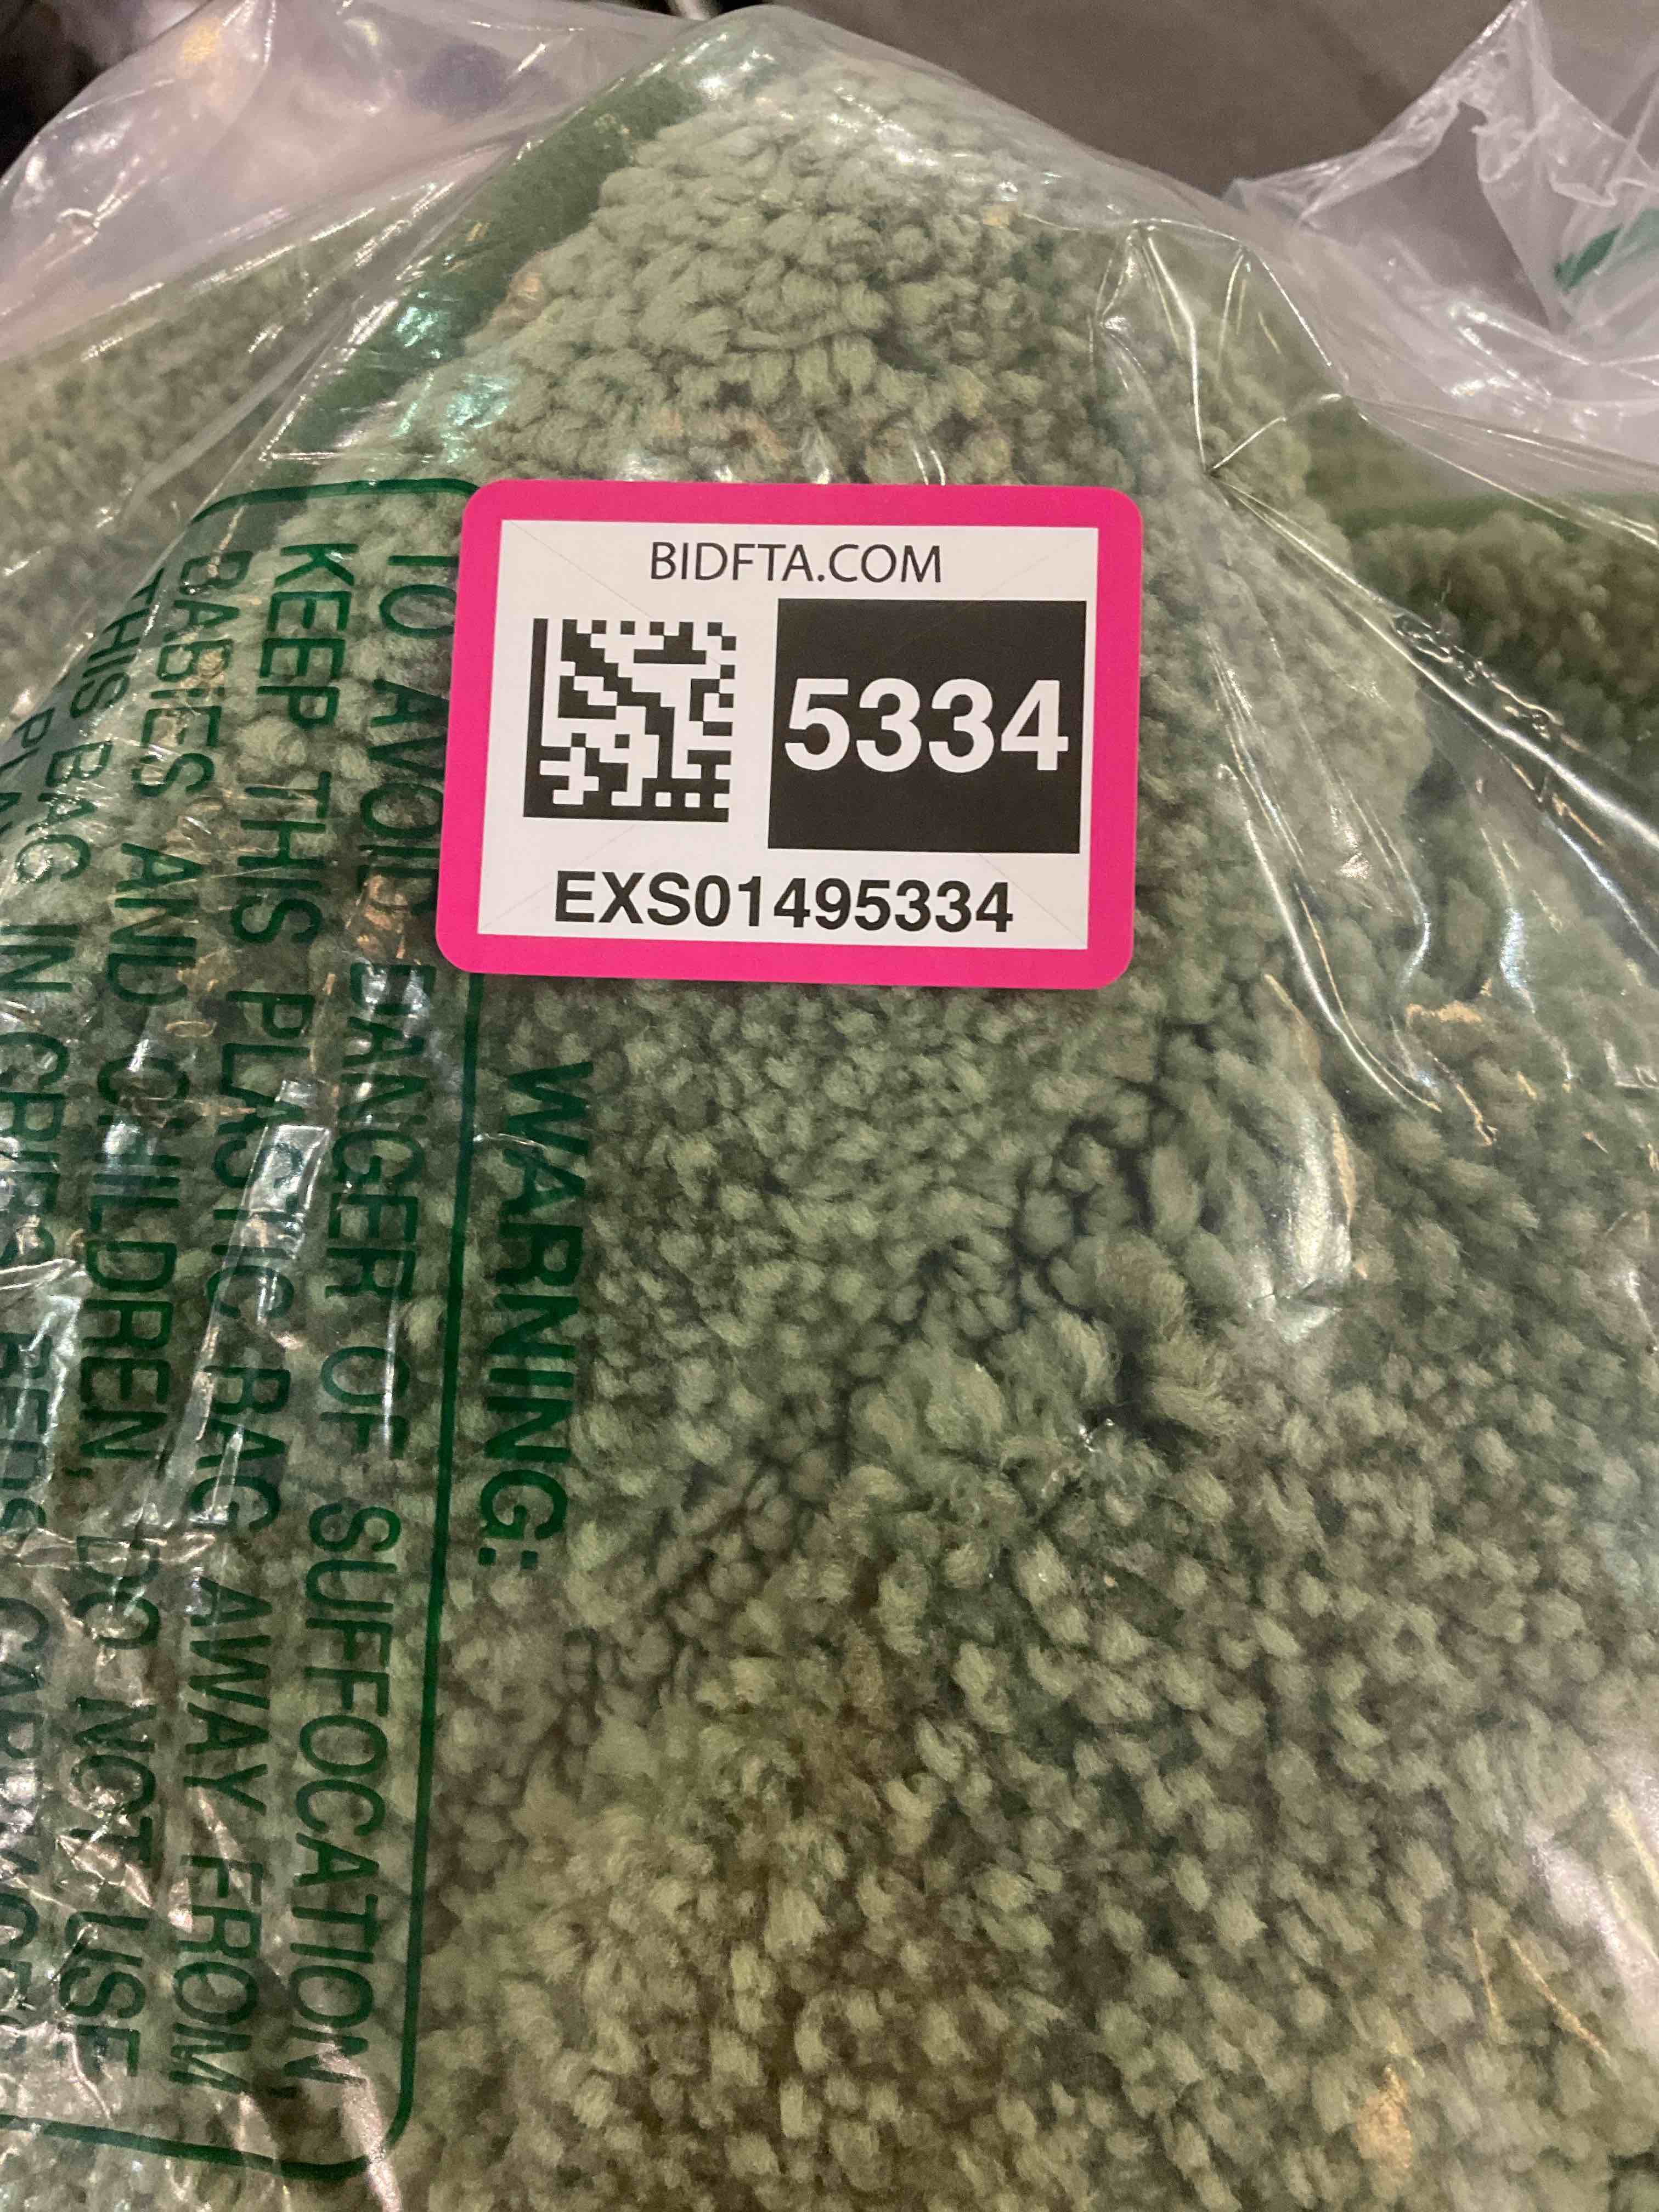 BIDFTA.COM
5334
EXS01495334
WARNING:
TO AVOID DANGER OF SUFFOCATION,
KEEP THIS PLASTIC BAG AWAY FROM
BABIES AND CHILDREN, DO NOT USE
THIS BAG IN CRIBS, BEDS,